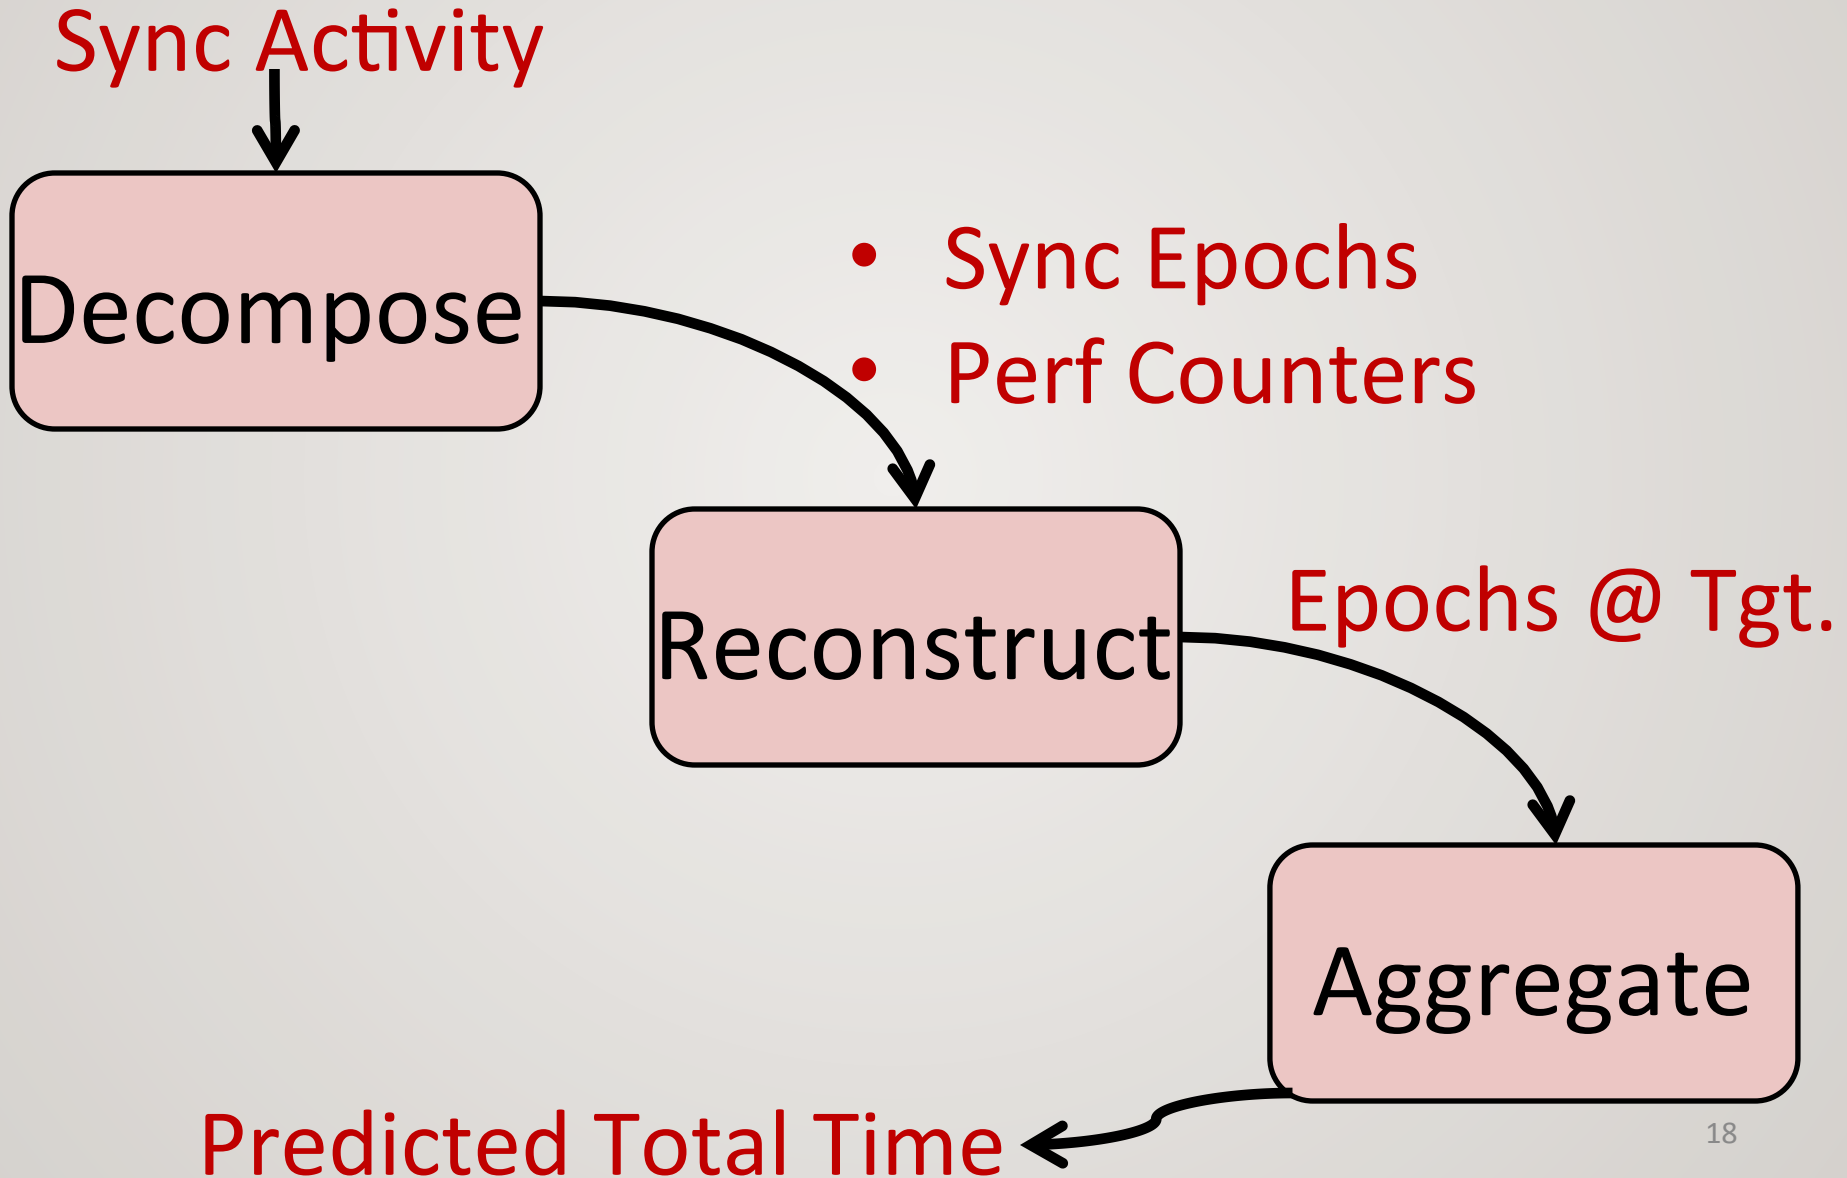 Sync Activity
Decompose
• Sync Epochs
• Perf Counters
Reconstruct
Epochs @ Tgt.
Aggregate
Predicted Total Time
18